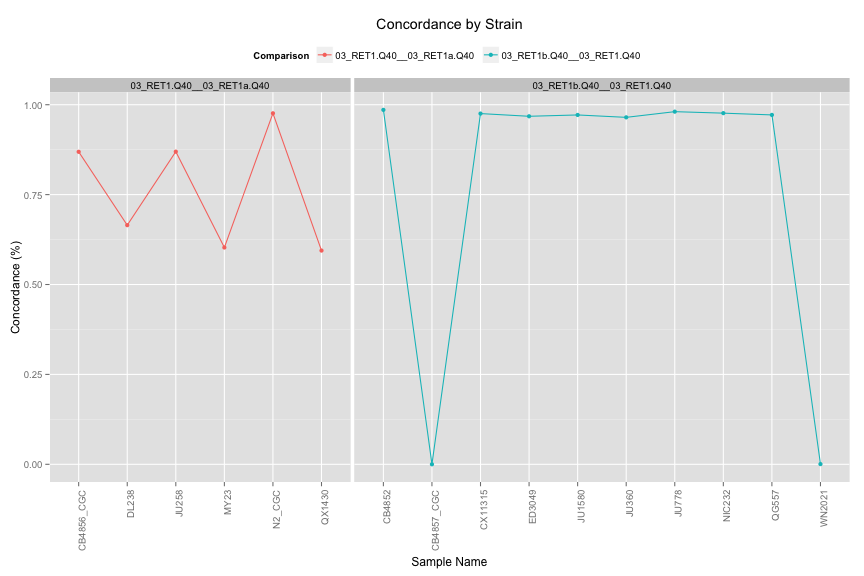 Concordance by Strain
Comparison 03_RET1.Q40__03_RET1a.Q40 03_RET1b.Q40__03_RET1.Q40
03_RET1.Q40__03_RET1a.Q40 03_RET1b.Q40__03_RET1.Q40
Concordance (%)
1.00
0.75
0.50
0.25
0.00
CB4856_CGC
DL238
JU258
MY23
N2_CGC
QX1430
CB4852
CB4857_CGC
CX11315
ED3049
JU1580
JU360
JU778
NIC232
QG557
WN2021
Sample Name